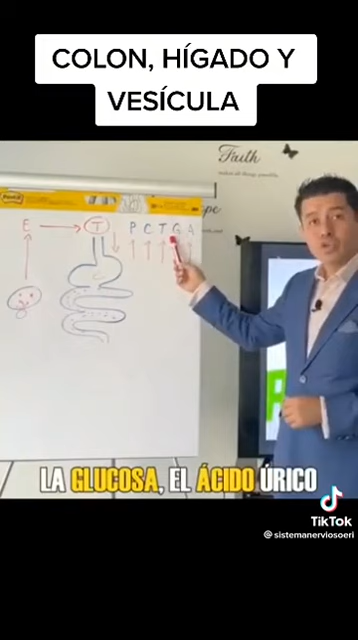 COLON, HÍGADO Y
VESÍCULA
Faith
E T P C T G A
LA GLUCOSA, EL ÁCIDO ÚRICO
TikTok
@sistemanerviosoeri